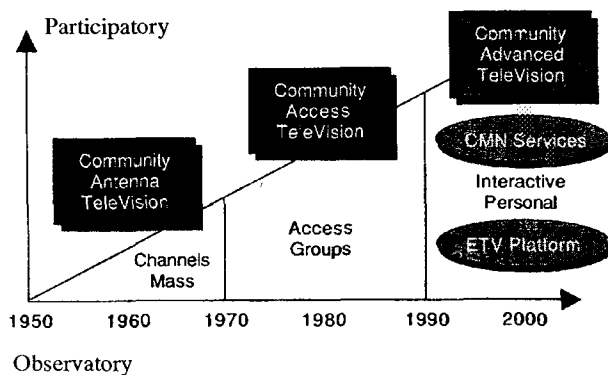 Participatory
Community
Advanced
TeleVision
Community
Access
TeleVision
CMN Services
Community
Antenna
TeleVision
Interactive
Personal
Access
Groups
ETV Platform
Channels
Mass
1950 1960 1970 1980 1990 2000
Observatory